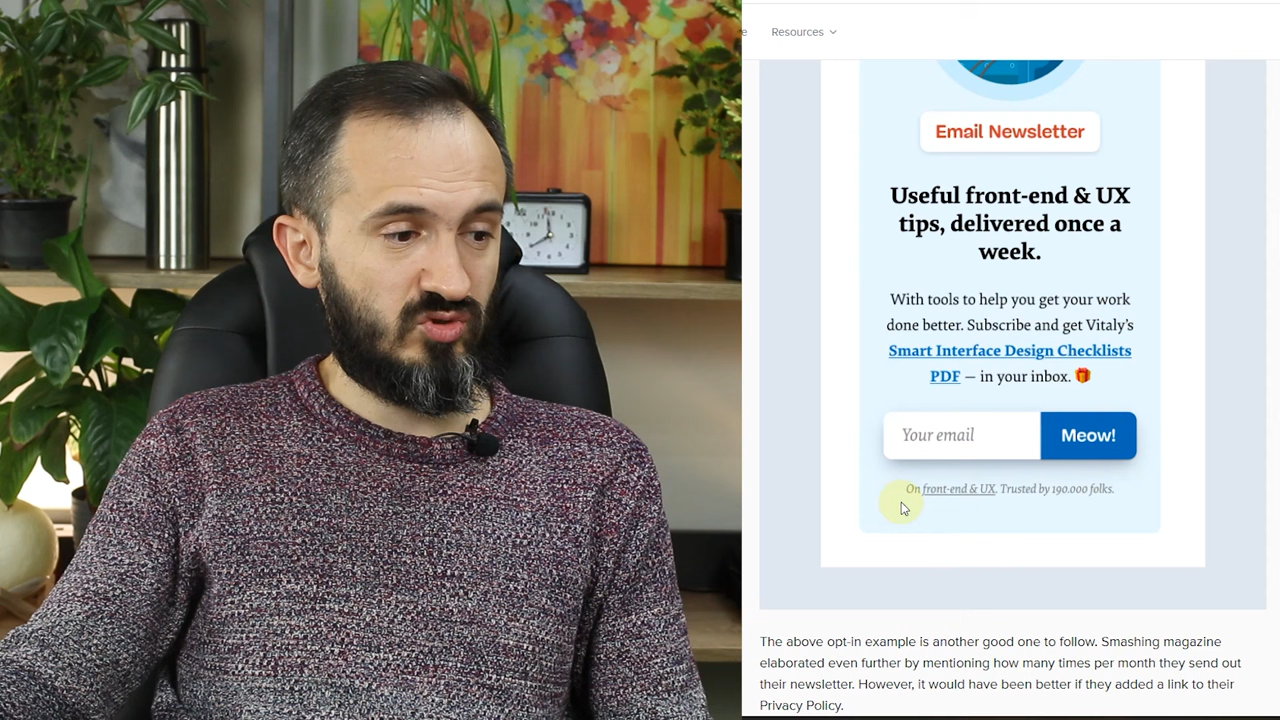 e Resources
Email Newsletter
Useful front-end & UX
tips, delivered once a
week.
With tools to help you get your work
done better. Subscribe and get Vitaly’s
Smart Interface Design Checklists
PDF — in your inbox. 🎁
Your email Meow!
On front-end & UX. Trusted by 190.000 folks.
The above opt-in example is another good one to follow. Smashing magazine
elaborated even further by mentioning how many times per month they send out
their newsletter. However, it would have been better if they added a link to their
Privacy Policy.